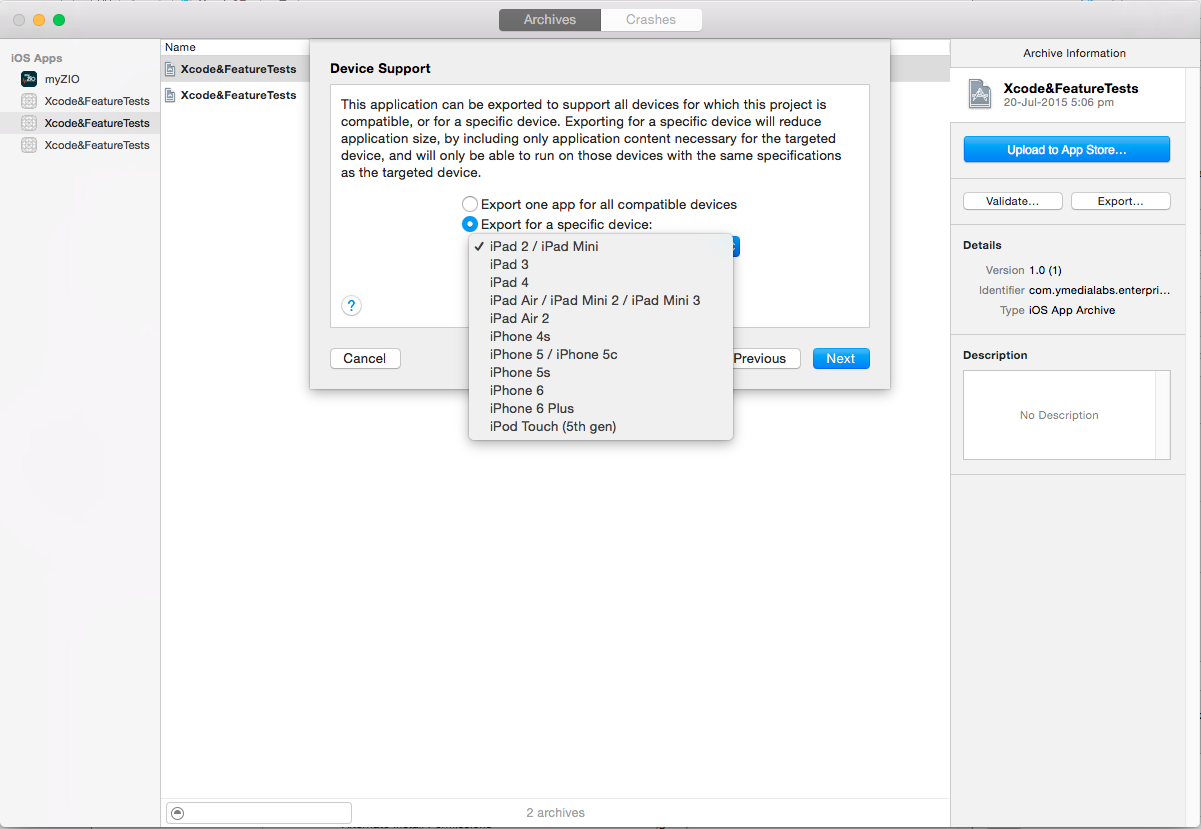 Archives
Crashes
iOS Apps
myZIO
Xcode&FeatureTests
Xcode&FeatureTests
Xcode&FeatureTests
Name
Xcode&FeatureTests
Xcode&FeatureTests
Device Support
This application can be exported to support all devices for which this project is
compatible, or for a specific device. Exporting for a specific device will reduce
application size, by including only application content necessary for the targeted
device, and will only be able to run on those devices with the same specifications
as the targeted device.
Export one app for all compatible devices
Export for a specific device:
✓ iPad 2 / iPad Mini
iPad 3
iPad 4
iPad Air / iPad Mini 2 / iPad Mini 3
iPad Air 2
iPhone 4s
iPhone 5 / iPhone 5c
iPhone 5s
iPhone 6
iPhone 6 Plus
iPod Touch (5th gen)
?
Cancel
Previous
Next
2 archives
Archive Information
Xcode&FeatureTests
20-Jul-2015 5:06 pm
Upload to App Store...
Validate...
Export...
Details
Version 1.0 (1)
Identifier com.ymedialabs.enterpri...
Type iOS App Archive
Description
No Description